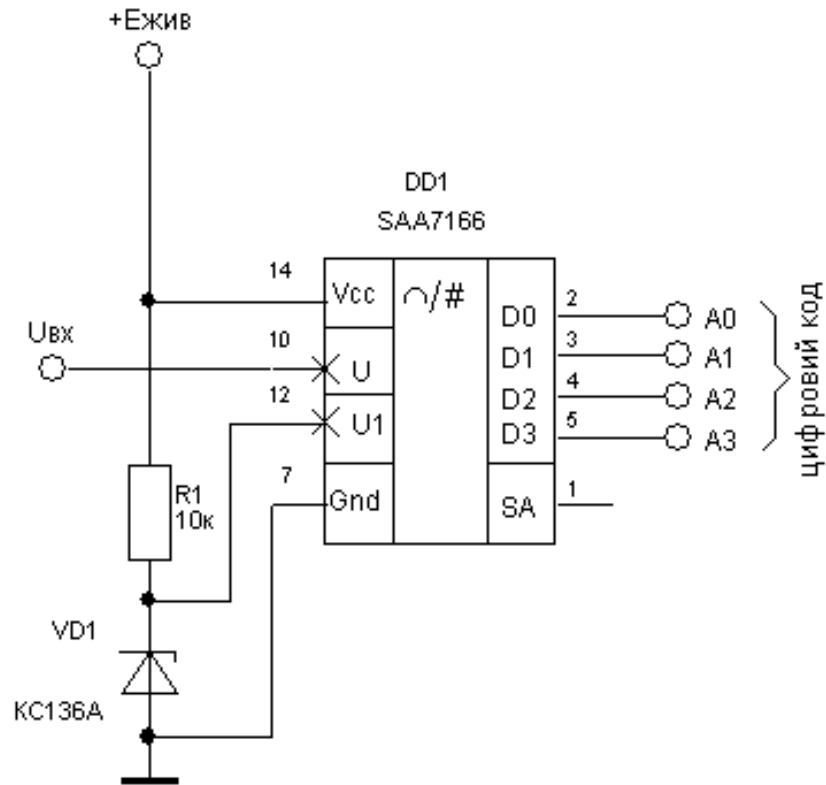 +Eжив
DD1
SAA7166
14
Vcc
∩/#
D0
2
A0
Uвх
10
U
D1
3
A1
12
U1
D2
4
A2
D3
5
A3
цифровий код
7
Gnd
SA
1
R1
10к
VD1
КС136А